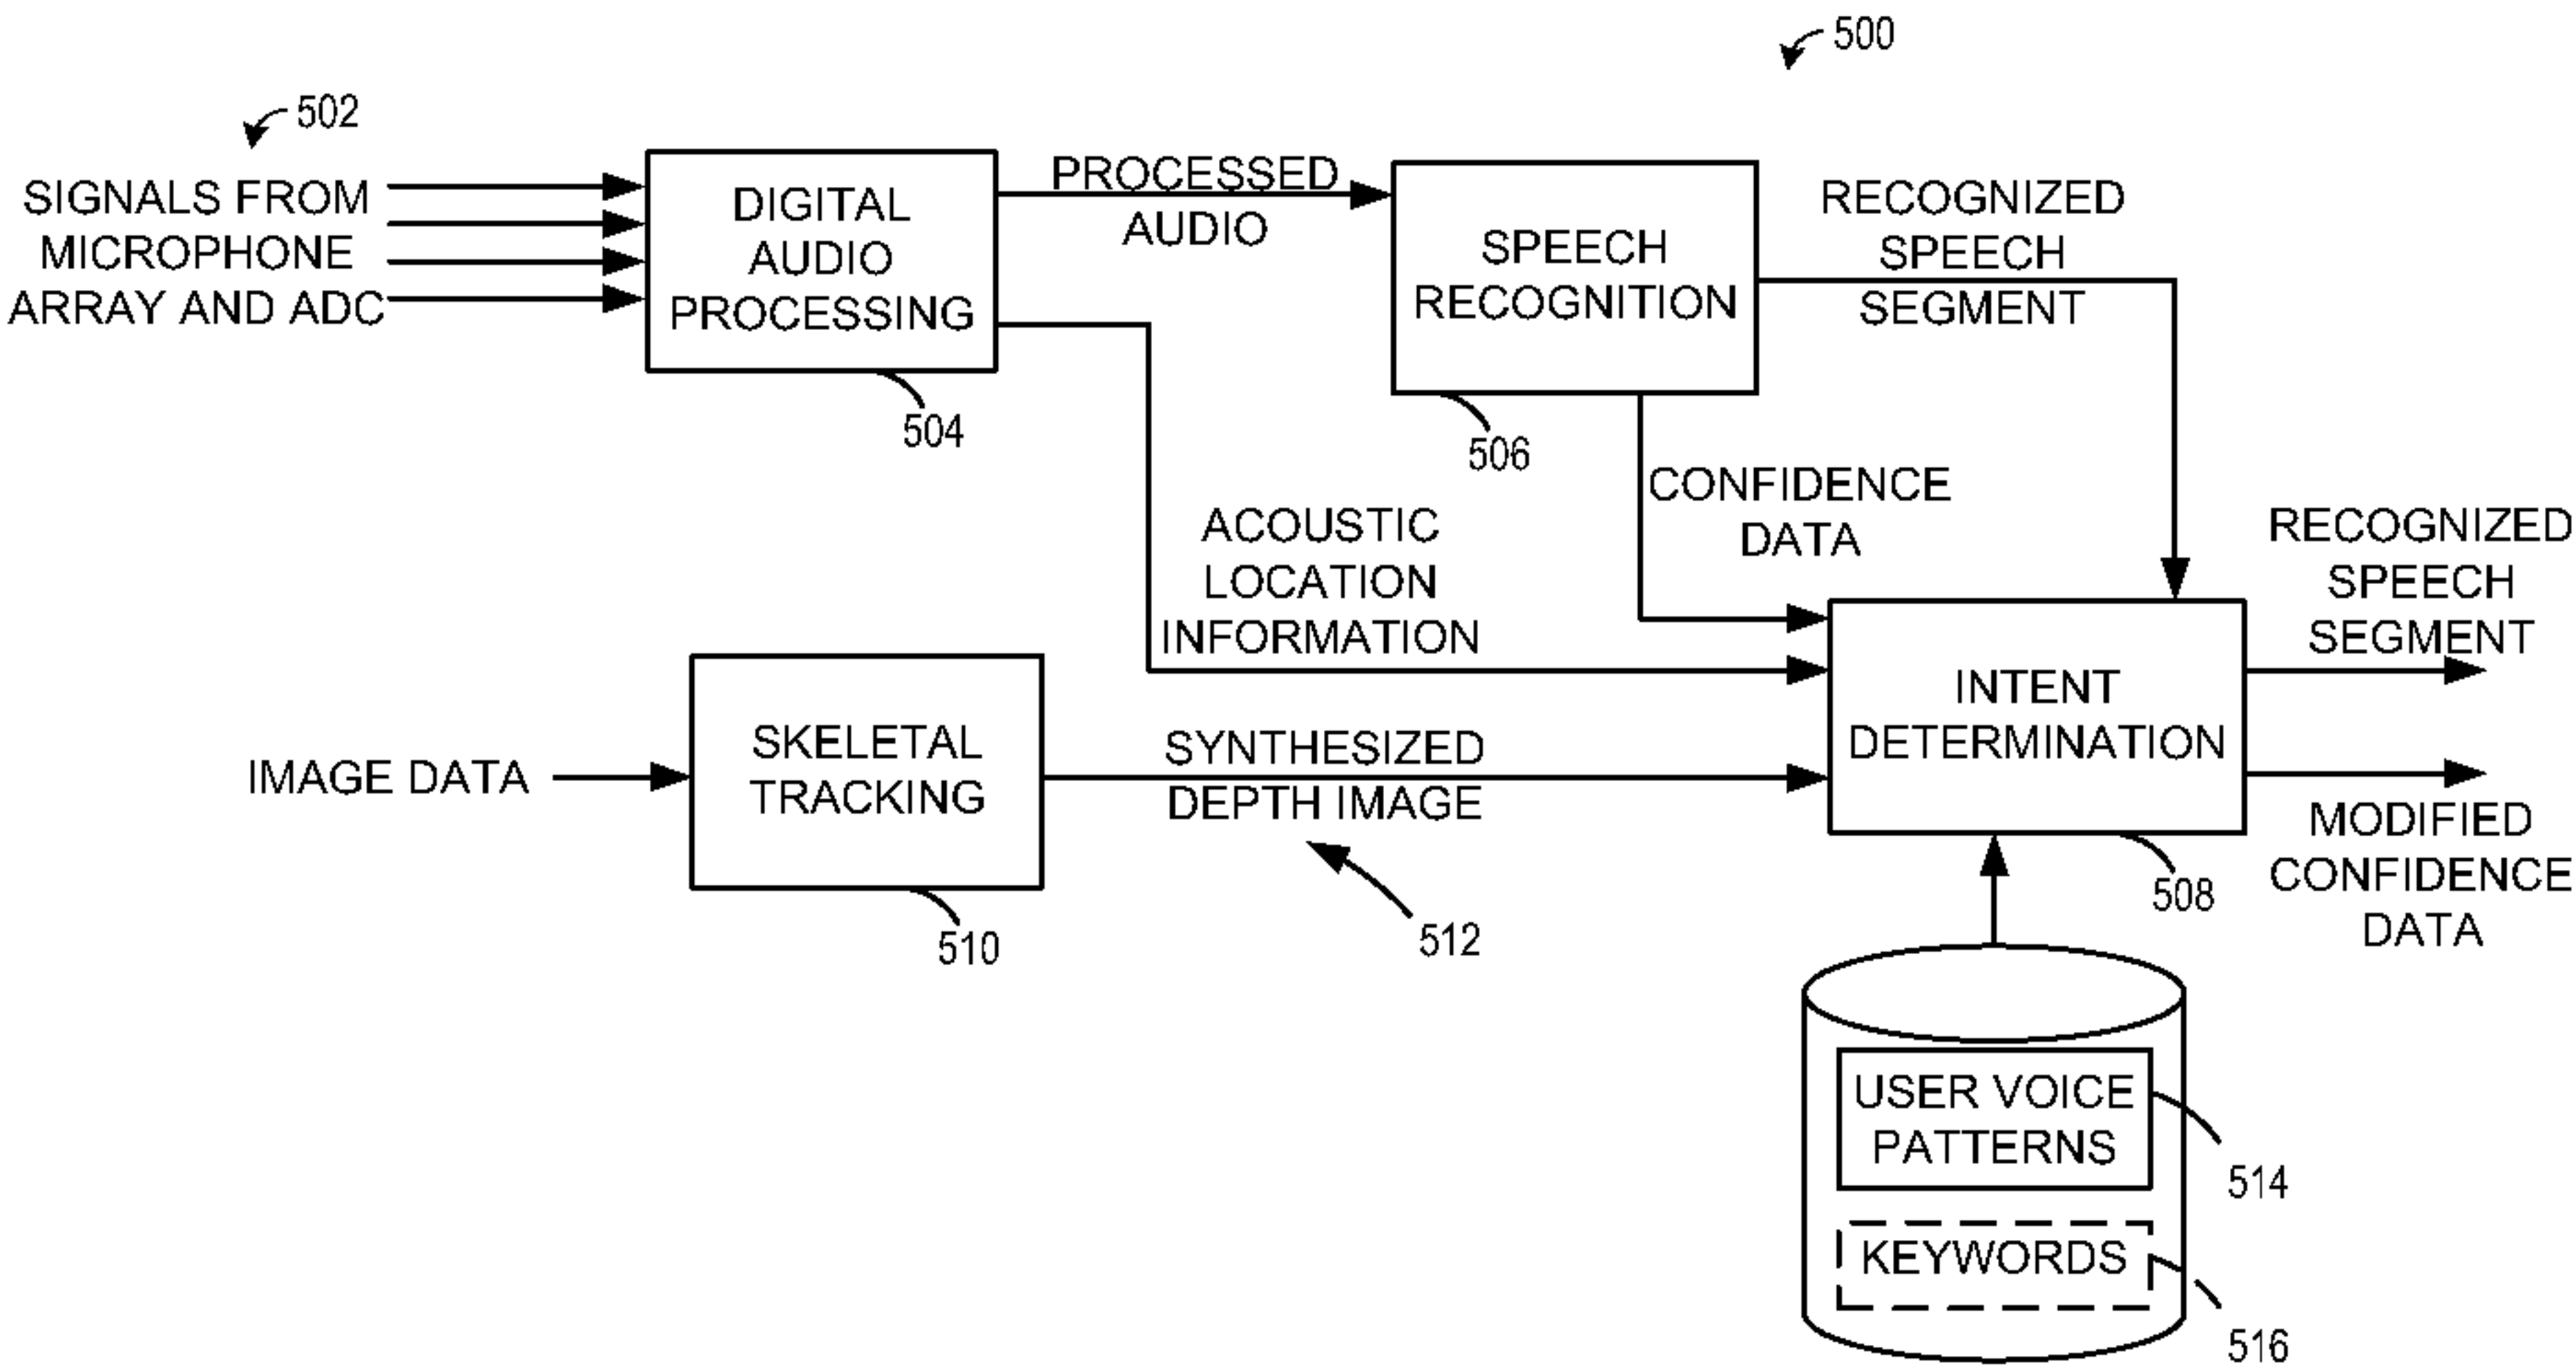 500
502
SIGNALS FROM
MICROPHONE
ARRAY AND ADC
DIGITAL
AUDIO
PROCESSING
504
PROCESSED
AUDIO
SPEECH
RECOGNITION
506
RECOGNIZED
SPEECH
SEGMENT
CONFIDENCE
DATA
ACOUSTIC
LOCATION
INFORMATION
IMAGE DATA
SKELETAL
TRACKING
510
SYNTHESIZED
DEPTH IMAGE
512
INTENT
DETERMINATION
508
RECOGNIZED
SPEECH
SEGMENT
MODIFIED
CONFIDENCE
DATA
USER VOICE
PATTERNS
514
KEYWORDS
516